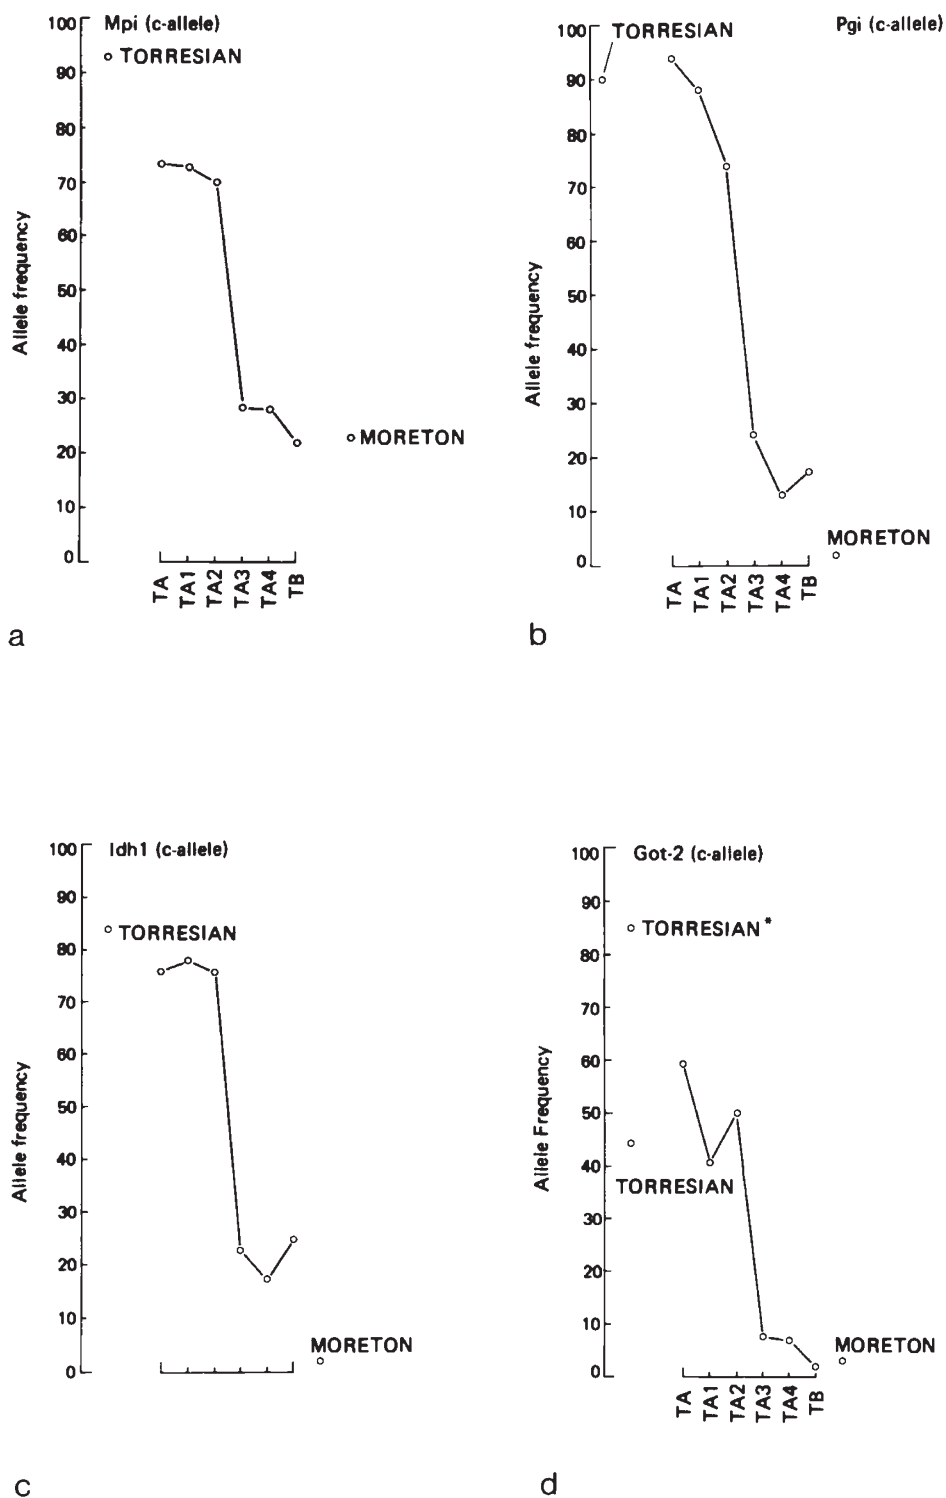 Mpi (c-allele)
100
TORRESIAN
90
80
70
60
50
40
30
20
10
0
Allele frequency
MORETON
TA
TA1
TA2
TA3
TA4
TB
a
TORRESIAN
Pgi (c-allele)
100
90
80
70
60
50
40
30
20
10
0
Allele frequency
MORETON
TA
TA1
TA2
TA3
TA4
TB
b
Idh1 (c-allele)
100
90
TORRESIAN
80
70
60
50
40
30
20
10
0
Allele frequency
MORETON
c
Got-2 (c-allele)
100
90
TORRESIAN*
80
70
60
50
40
TORRESIAN
30
20
10
0
Allele Frequency
MORETON
TA
TA1
TA2
TA3
TA4
TB
d